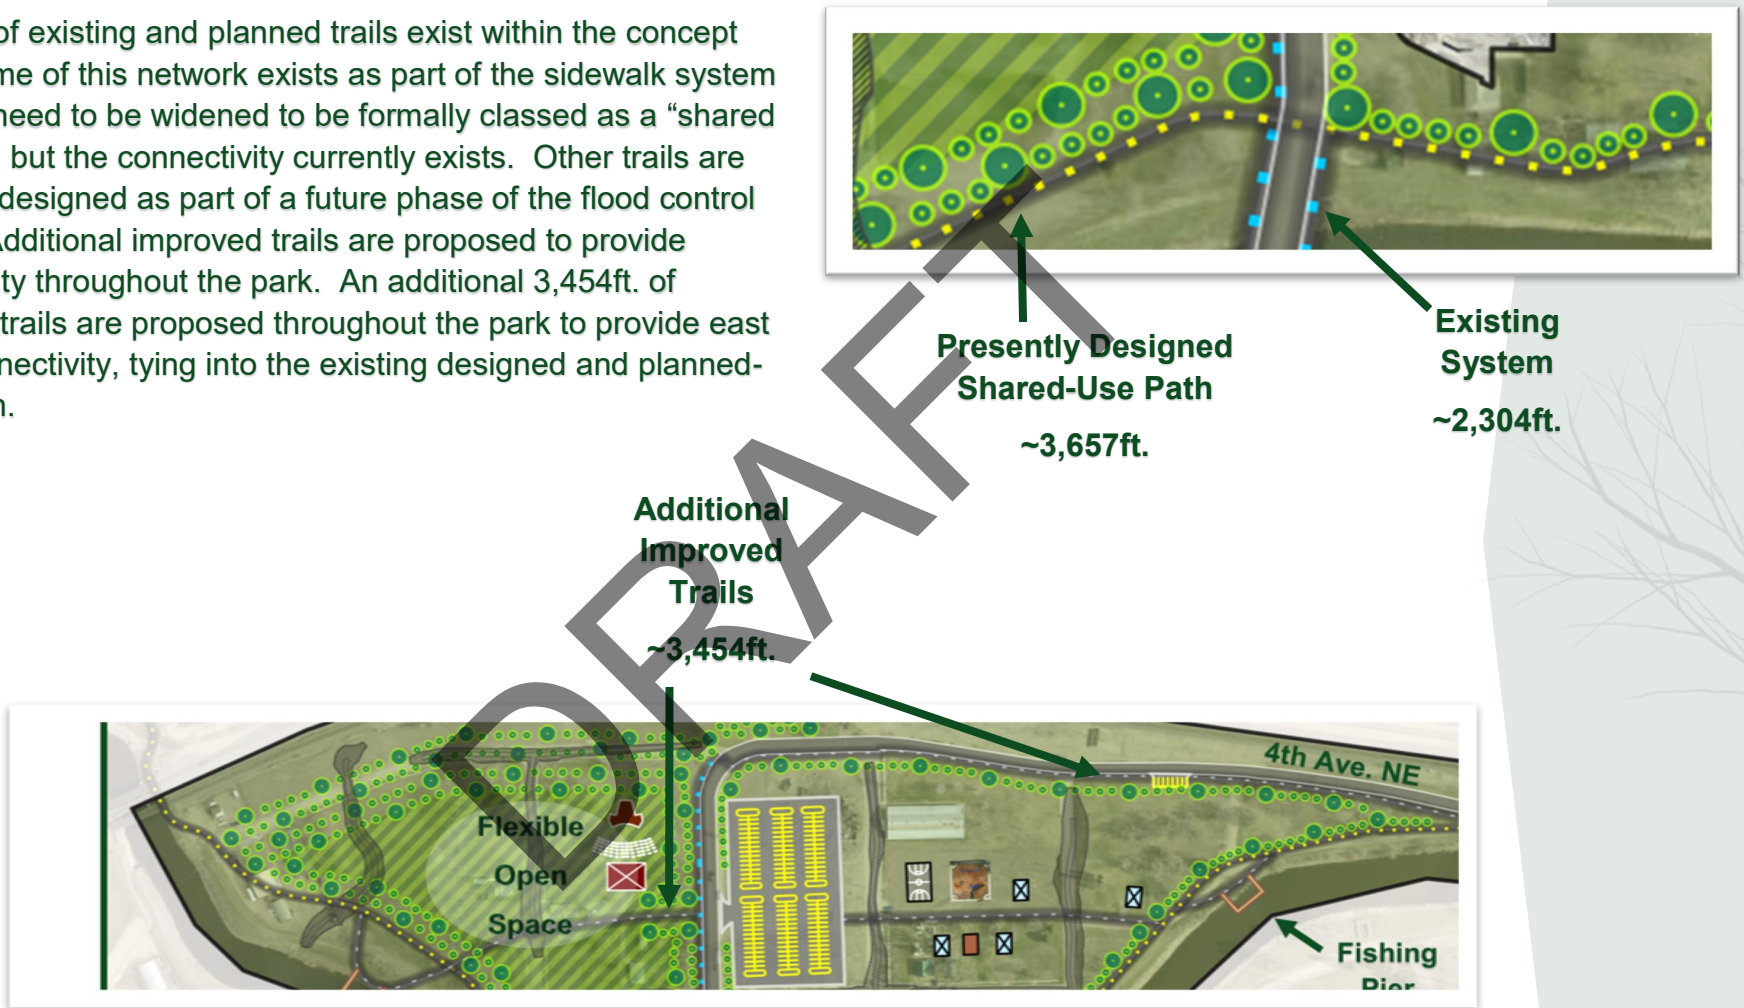 of existing and planned trails exist within the concept
me of this network exists as part of the sidewalk system
need to be widened to be formally classed as a “shared
but the connectivity currently exists.  Other trails are
designed as part of a future phase of the flood control
Additional improved trails are proposed to provide
ty throughout the park.  An additional 3,454ft. of
trails are proposed throughout the park to provide east
nectivity, tying into the existing designed and planned-
n.
Presently Designed
Shared-Use Path
~3,657ft.
Existing
System
~2,304ft.
Additional
Improved
Trails
~3,454ft.
DRAFT
4th Ave. NE
Flexible
Open
Space
Fishing
Pier